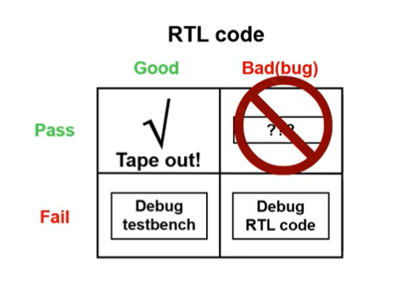 RTL code
Good Bad(bug)
Pass
Tape out!
???
Fail
Debug
testbench
Debug
RTL code